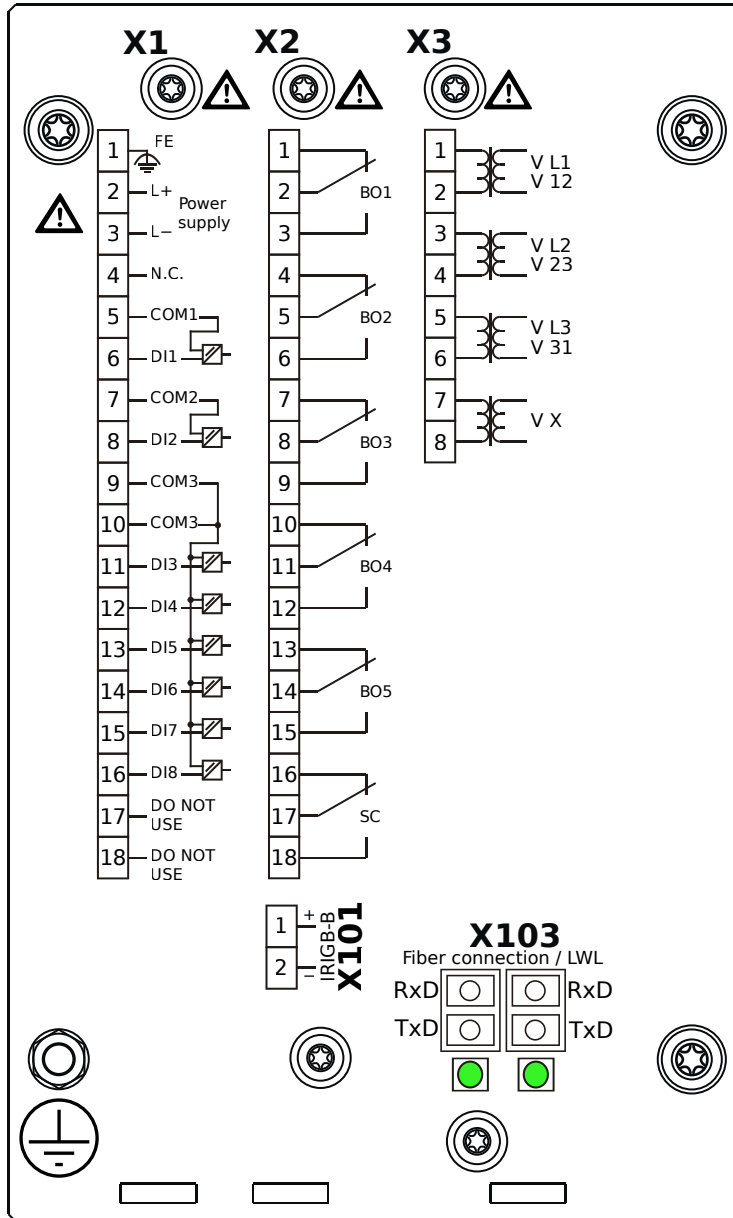 X1
X2
X3
1 FE
2 L+ Power
supply
3 L−
4 N.C.
5 COM1
6 DI1
7 COM2
8 DI2
9 COM3
10 COM3
11 DI3
12 DI4
13 DI5
14 DI6
15 DI7
16 DI8
17 DO NOT
USE
18 DO NOT
USE
1
2 BO1
3
4
5 BO2
6
7
8 BO3
9
10
11 BO4
12
13
14 BO5
15
16
17 SC
18
1 V L1
2 V 12
3 V L2
4 V 23
5 V L3
6 V 31
7 V X
8
1 +
2 −
IRIGB-B
X101
X103
Fiber connection / LWL
RxD RxD
TxD TxD